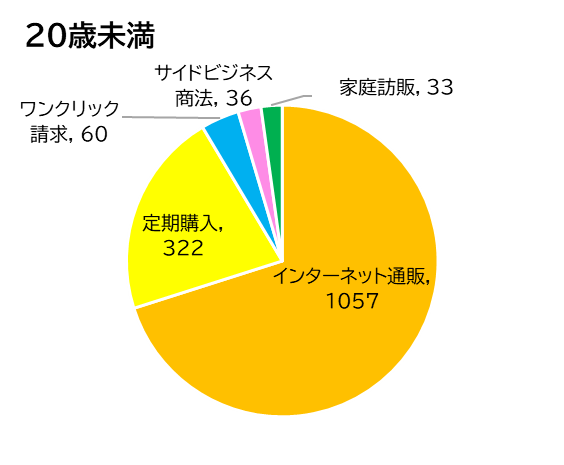 20歳未満
サイドビジネス
商法, 36
家庭訪販, 33
ワンクリック
請求, 60
定期購入,
322
インターネット通販,
1057